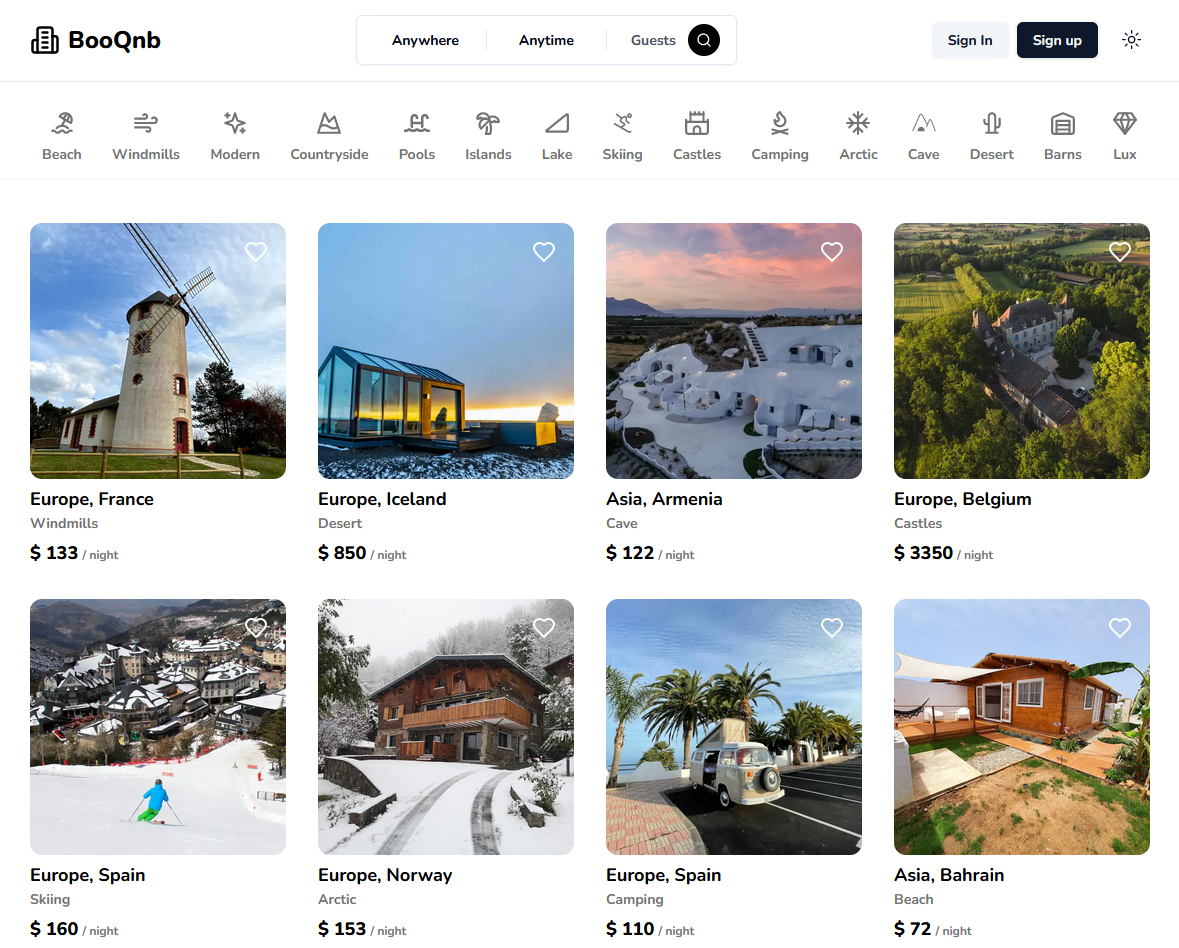 BooQnb
Anywhere
Anytime
Guests
Sign In
Sign up
Beach
Windmills
Modern
Countryside
Pools
Islands
Lake
Skiing
Castles
Camping
Arctic
Cave
Desert
Barns
Lux
Europe, France
Windmills
$ 133 / night
Europe, Iceland
Desert
$ 850 / night
Asia, Armenia
Cave
$ 122 / night
Europe, Belgium
Castles
$ 3350 / night
Europe, Spain
Skiing
$ 160 / night
Europe, Norway
Arctic
$ 153 / night
Europe, Spain
Camping
$ 110 / night
Asia, Bahrain
Beach
$ 72 / night